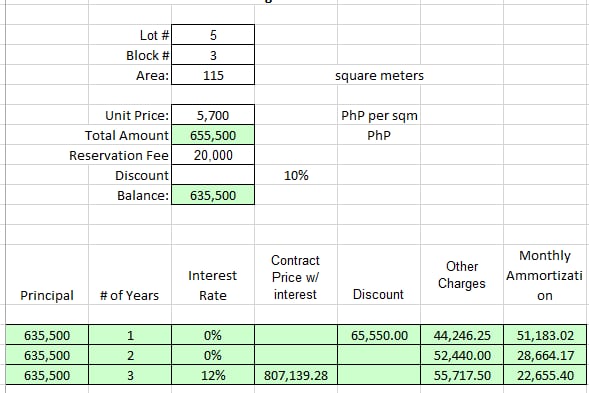 Lot # 5
Block # 3
Area: 115 square meters
Unit Price: 5,700 PhP per sqm
Total Amount 655,500 PhP
Reservation Fee 20,000
Discount 10%
Balance: 635,500
Principal # of Years Interest Rate Contract Price w/ interest Discount Other Charges Monthly Ammortization
635,500 1 0% 65,550.00 44,246.25 51,183.02
635,500 2 0% 52,440.00 28,664.17
635,500 3 12% 807,139.28 55,717.50 22,655.40